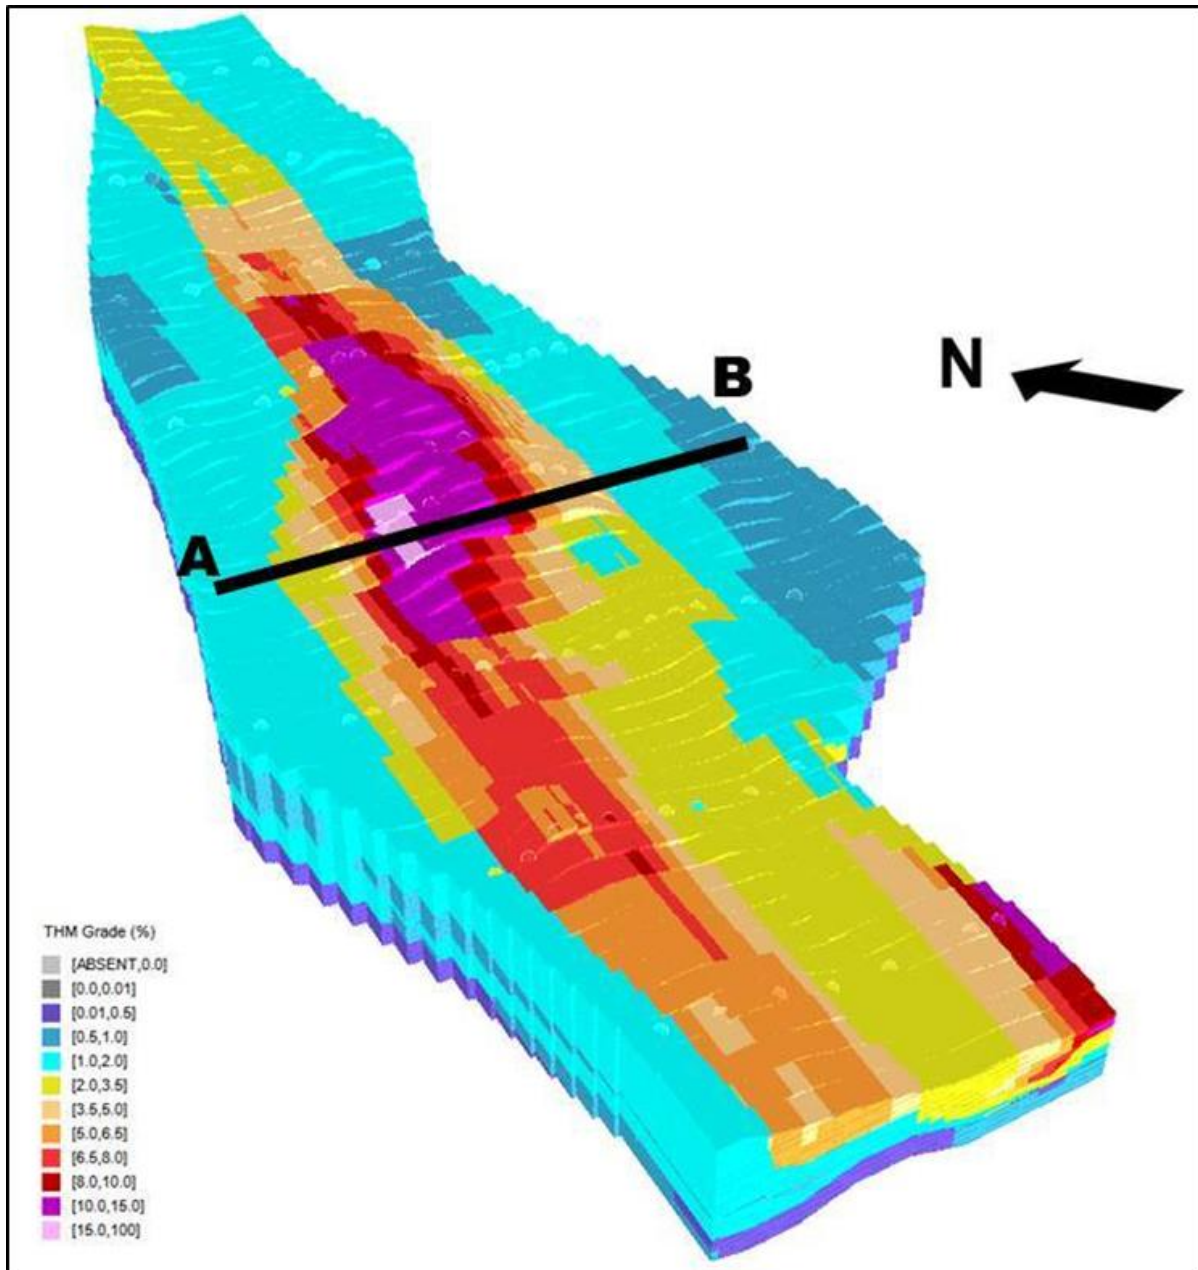 N
B
A
THM Grade (%)
[ABSENT,0.0]
[0.0,0.01]
[0.01,0.5]
[0.5,1.0]
[1.0,2.0]
[2.0,3.5]
[3.5,5.0]
[5.0,6.5]
[6.5,8.0]
[8.0,10.0]
[10.0,15.0]
[15.0,100]